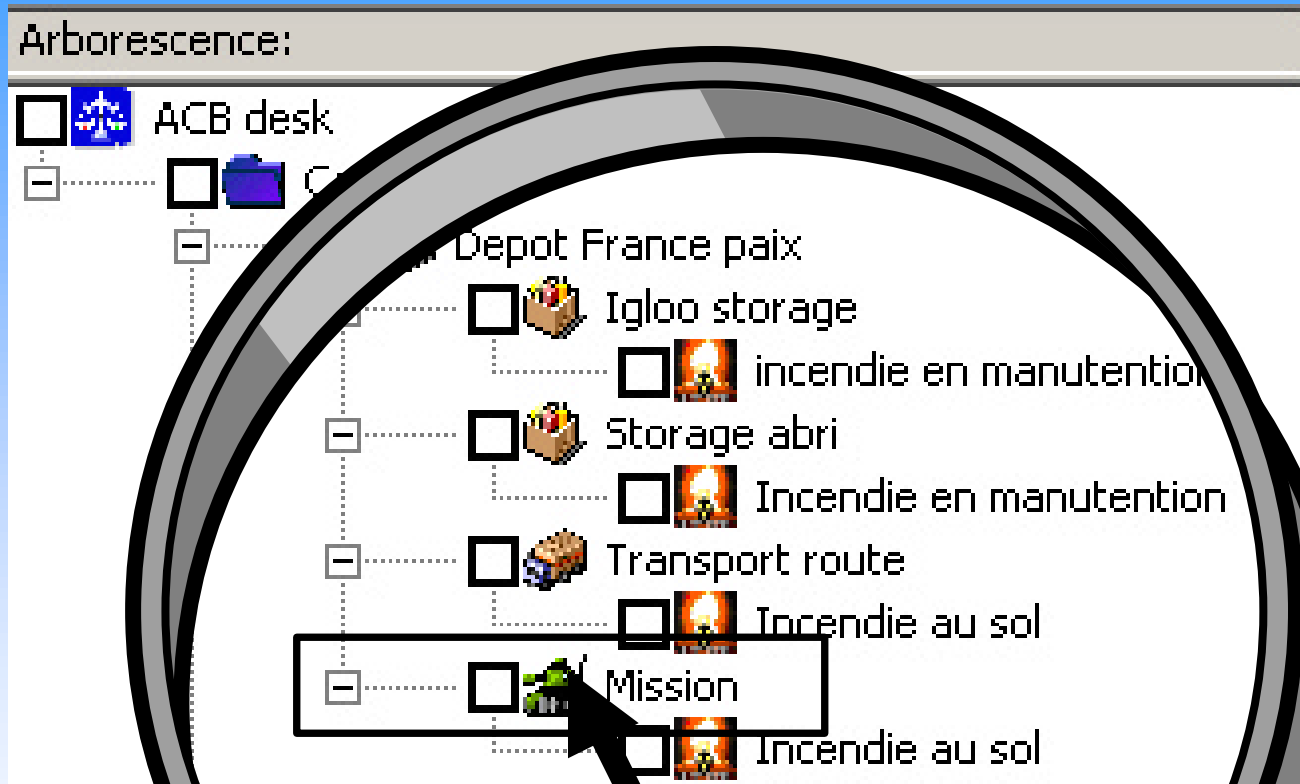 Arborescence:
ACB desk
Depot France paix
Igloo storage
incendie en manutention
Storage abri
Incendie en manutention
Transport route
Incendie au sol
Mission
Incendie au sol